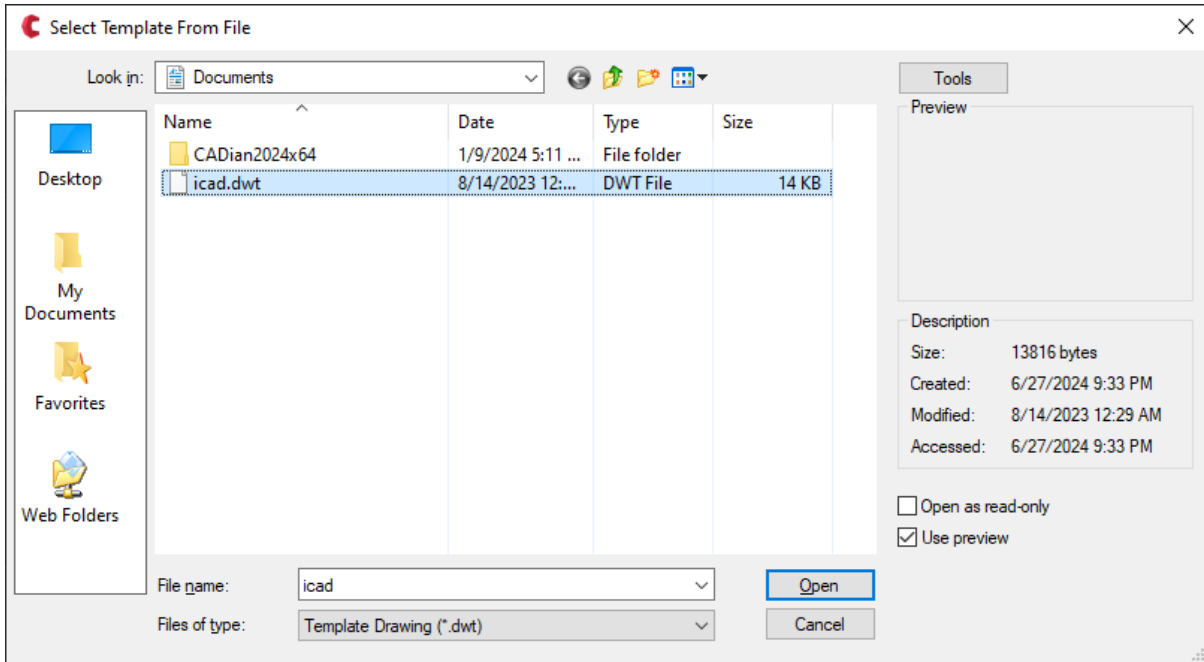 Select Template From File
Look in: Documents
Tools
Name Date Type Size
CADian2024x64 1/9/2024 5:11 ... File folder
icad.dwt 8/14/2023 12:... DWT File 14 KB
Desktop
My
Documents
Favorites
Web Folders
Preview
Description
Size: 13816 bytes
Created: 6/27/2024 9:33 PM
Modified: 8/14/2023 12:29 AM
Accessed: 6/27/2024 9:33 PM
Open as read-only
Use preview
File name: icad
Open
Files of type: Template Drawing (*.dwt)
Cancel